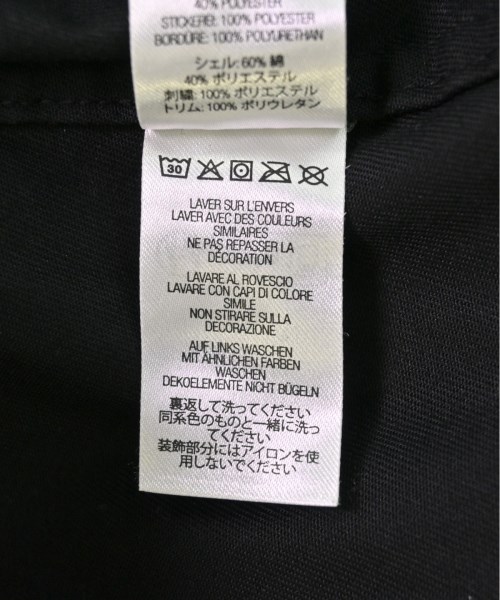 40% POLYESTER
STICKEREI: 100% POLYESTER
BORDÜRE: 100% POLYURETHAN
シェル: 60% 綿
40% ポリエステル
刺繍: 100% ポリエステル
トリム: 100% ポリウレタン
30
LAVER SUR L'ENVERS
LAVER AVEC DES COULEURS
SIMILAIRES
NE PAS REPASSER LA
DÉCORATION
LAVARE AL ROVESCIO
LAVARE CON CAPI DI COLORE
SIMILE
NON STIRARE SULLA
DECORAZIONE
AUF LINKS WASCHEN
MIT ÄHNLICHEN FARBEN
WASCHEN
DEKOELEMENTE NICHT BÜGELN
裏返して洗ってください
同系色のものと一緒に洗っ
てください
装飾部分にはアイロンを使
用しないでください